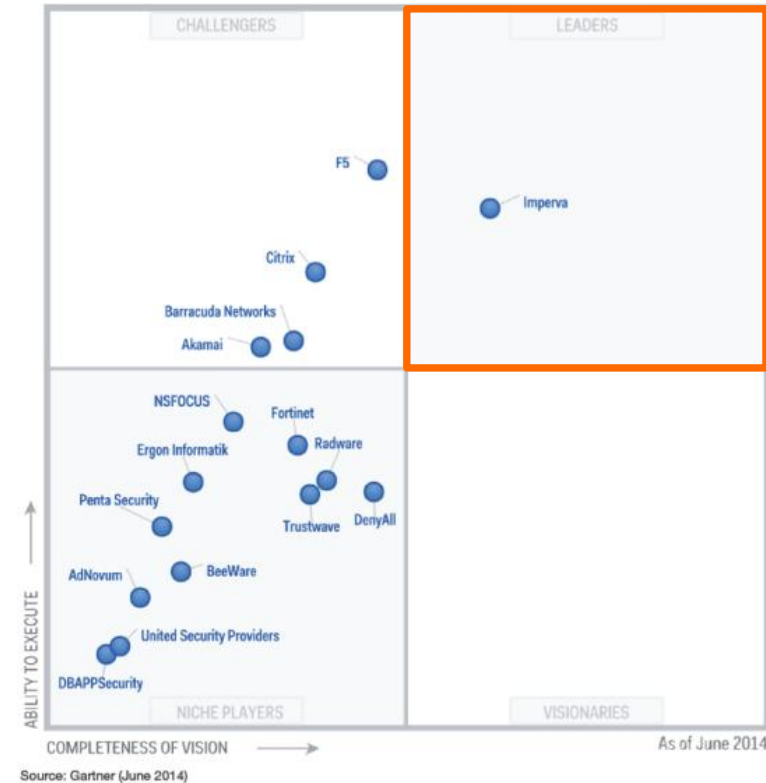 CHALLENGERS
LEADERS
F5
Imperva
Citrix
Barracuda Networks
Akamai
NSFOCUS
Fortinet
Ergon Informatik
Radware
Penta Security
Trustwave
DenyAll
AdNovum
BeeWare
United Security Providers
DBAPPSecurity
NICHE PLAYERS
VISIONARIES
ABILITY TO EXECUTE
COMPLETENESS OF VISION
As of June 2014
Source: Gartner (June 2014)